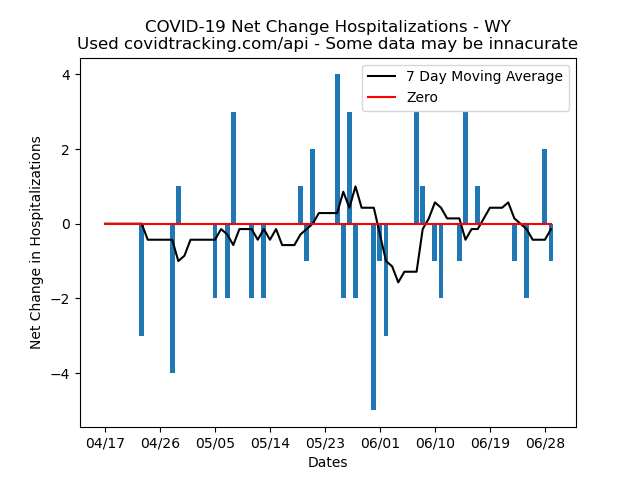 COVID-19 Net Change Hospitalizations - WY
Used covidtracking.com/api - Some data may be innacurate
7 Day Moving Average
Zero
4
2
0
−2
−4
Net Change in Hospitalizations
04/17 04/26 05/05 05/14 05/23 06/01 06/10 06/19 06/28
Dates